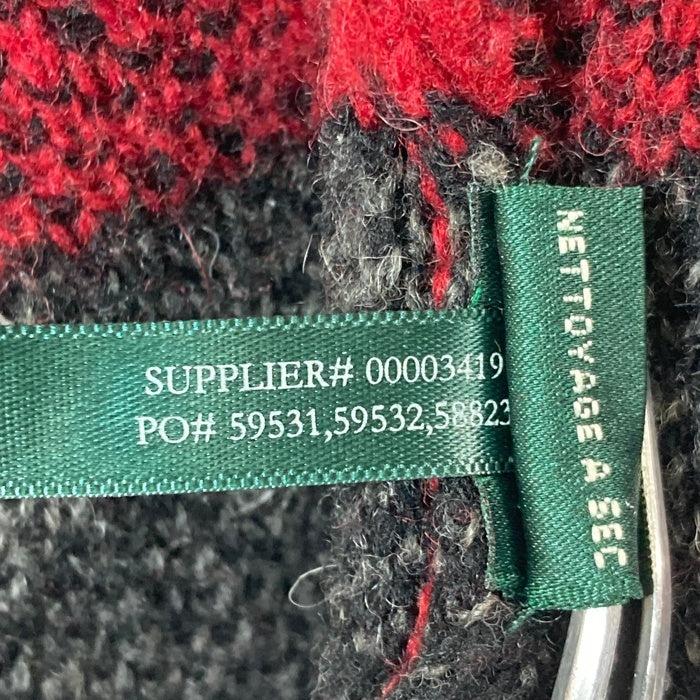 SUPPLIER# 00003419
PO# 59531,59532,58823
NETTOYAGE A SEC